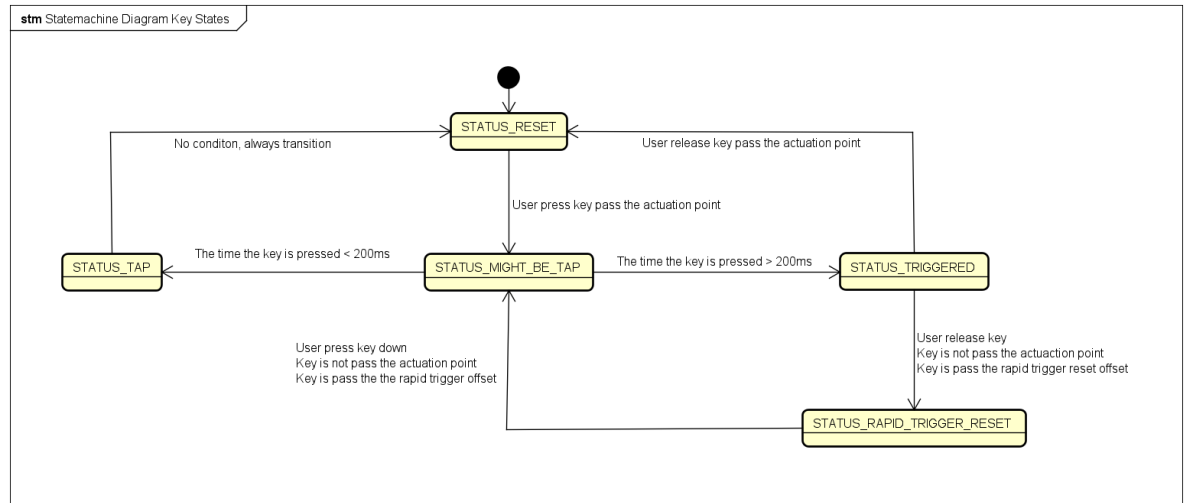 stm Statemachine Diagram Key States
STATUS_RESET
No conditon, always transition
User release key pass the actuation point
User press key pass the actuation point
STATUS_TAP
The time the key is pressed < 200ms
STATUS_MIGHT_BE_TAP
The time the key is pressed > 200ms
STATUS_TRIGGERED
User press key down
Key is not pass the actuation point
Key is pass the the rapid trigger offset
User release key
Key is not pass the actuaction point
Key is pass the rapid trigger reset offset
STATUS_RAPID_TRIGGER_RESET